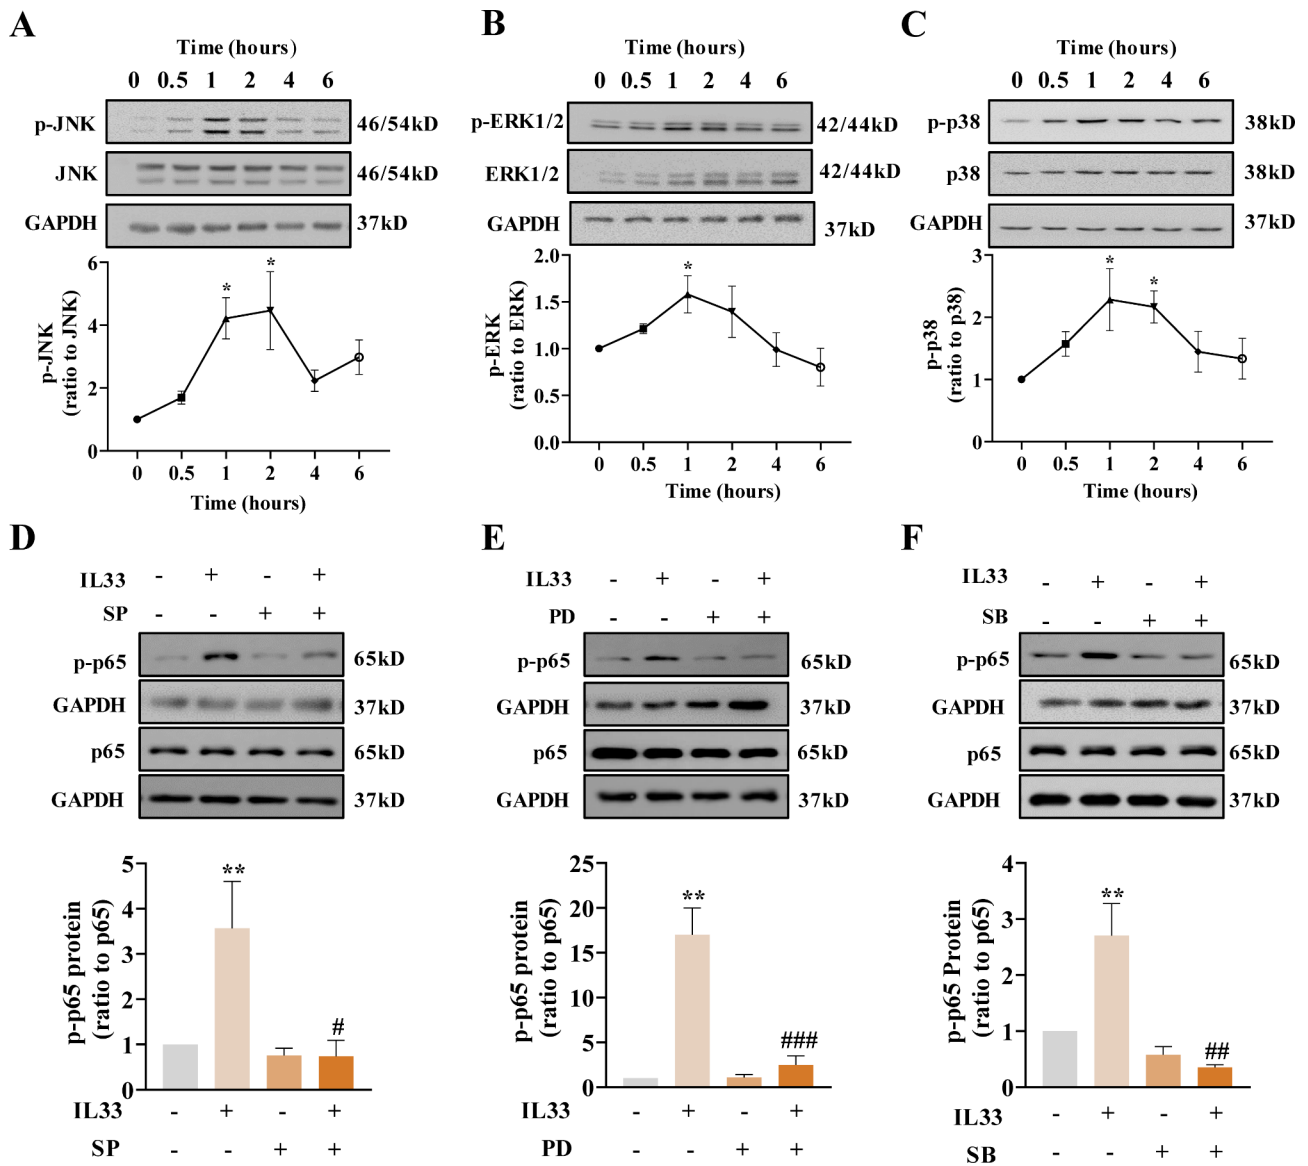 A
Time (hours)
0 0.5 1 2 4 6
p-JNK 46/54kD
JNK 46/54kD
GAPDH 37kD
6
4
2
0
p-JNK
(ratio to JNK)
* *
0 0.5 1 2 4 6
Time (hours)
B
Time (hours)
0 0.5 1 2 4 6
p-ERK1/2 42/44kD
ERK1/2 42/44kD
GAPDH 37kD
2.0
1.5
1.0
0.5
0.0
p-ERK
(ratio to ERK)
*
0 0.5 1 2 4 6
Time (hours)
C
Time (hours)
0 0.5 1 2 4 6
p-p38 38kD
p38 38kD
GAPDH 37kD
3
2
1
0
p-p38
(ratio to p38)
* *
0 0.5 1 2 4 6
Time (hours)
D
IL33 - + - +
SP - - + +
p-p65 65kD
GAPDH 37kD
p65 65kD
GAPDH 37kD
5
4
3
2
1
0
p-p65 protein
(ratio to p65)
**
#
IL33 - + - +
SP - - + +
E
IL33 - + - +
PD - - + +
p-p65 65kD
GAPDH 37kD
p65 65kD
GAPDH 37kD
25
20
15
10
5
0
p-p65 protein
(ratio to p65)
**
###
IL33 - + - +
PD - - + +
F
IL33 - + - +
SB - - + +
p-p65 65kD
GAPDH 37kD
p65 65kD
GAPDH 37kD
4
3
2
1
0
p-p65 Protein
(ratio to p65)
**
##
IL33 - + - +
SB - - + +